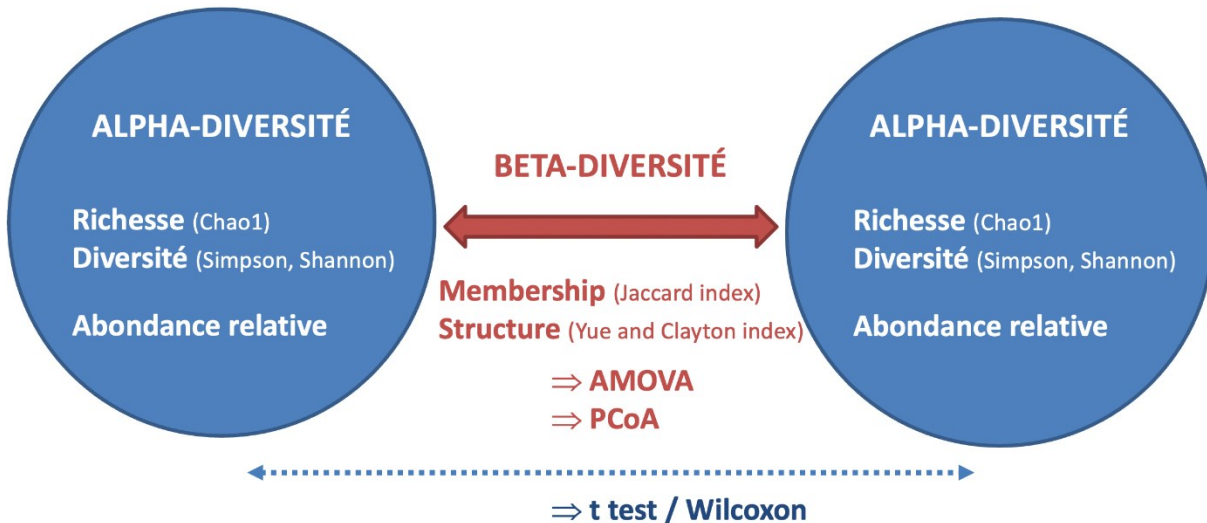 ALPHA-DIVERSITÉ
Richesse (Chao1)
Diversité (Simpson, Shannon)
Abondance relative
BETA-DIVERSITÉ
Membership (Jaccard index)
Structure (Yue and Clayton index)
⇒ AMOVA
⇒ PCoA
ALPHA-DIVERSITÉ
Richesse (Chao1)
Diversité (Simpson, Shannon)
Abondance relative
⇒ t test / Wilcoxon